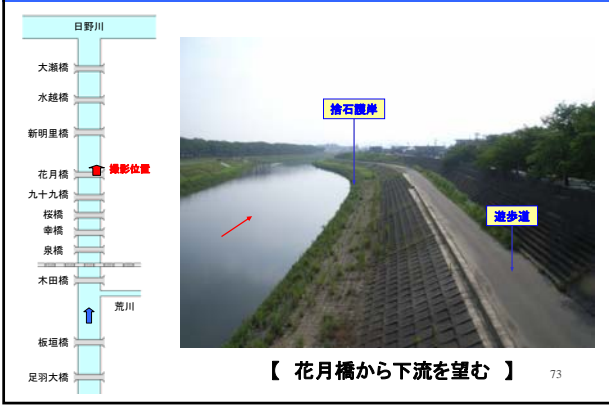 日野川
大瀬橋
水越橋
新明里橋
撮影位置
花月橋
九十九橋
桜橋
幸橋
泉橋
木田橋
荒川
板垣橋
足羽大橋
捨石護岸
遊歩道
【 花月橋から下流を望む 】
73